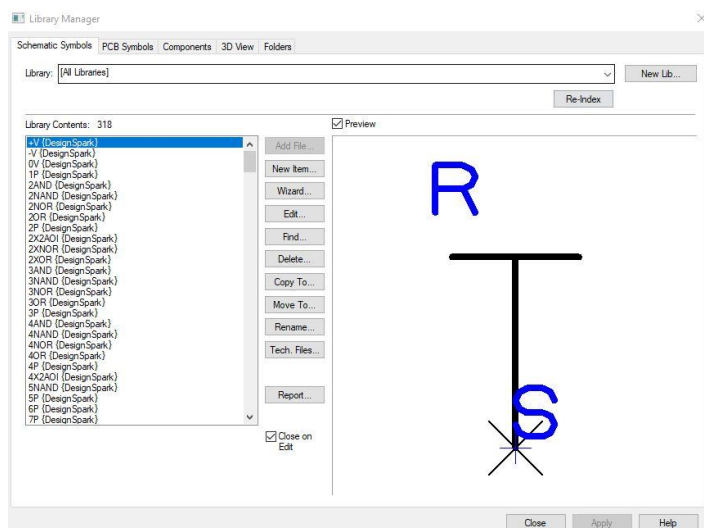 Library Manager
Schematic Symbols PCB Symbols Components 3D View Folders
Library: [All Libraries] New Lib...
Re-Index
Library Contents: 318
Preview
+V {DesignSpark}
-V {DesignSpark}
0V {DesignSpark}
1P {DesignSpark}
2AND {DesignSpark}
2NAND {DesignSpark}
2NOR {DesignSpark}
2OR {DesignSpark}
2P {DesignSpark}
2X2AOI {DesignSpark}
2XNOR {DesignSpark}
2XOR {DesignSpark}
3AND {DesignSpark}
3NAND {DesignSpark}
3NOR {DesignSpark}
3OR {DesignSpark}
3P {DesignSpark}
4AND {DesignSpark}
4NAND {DesignSpark}
4NOR {DesignSpark}
4OR {DesignSpark}
4P {DesignSpark}
4X2AOI {DesignSpark}
5NAND {DesignSpark}
5P {DesignSpark}
6P {DesignSpark}
7P {DesignSpark}
Add File...
New Item...
Wizard...
Edit...
Find...
Delete...
Copy To...
Move To...
Rename...
Tech. Files...
Report...
Close on
Edit
R
S
Close Apply Help